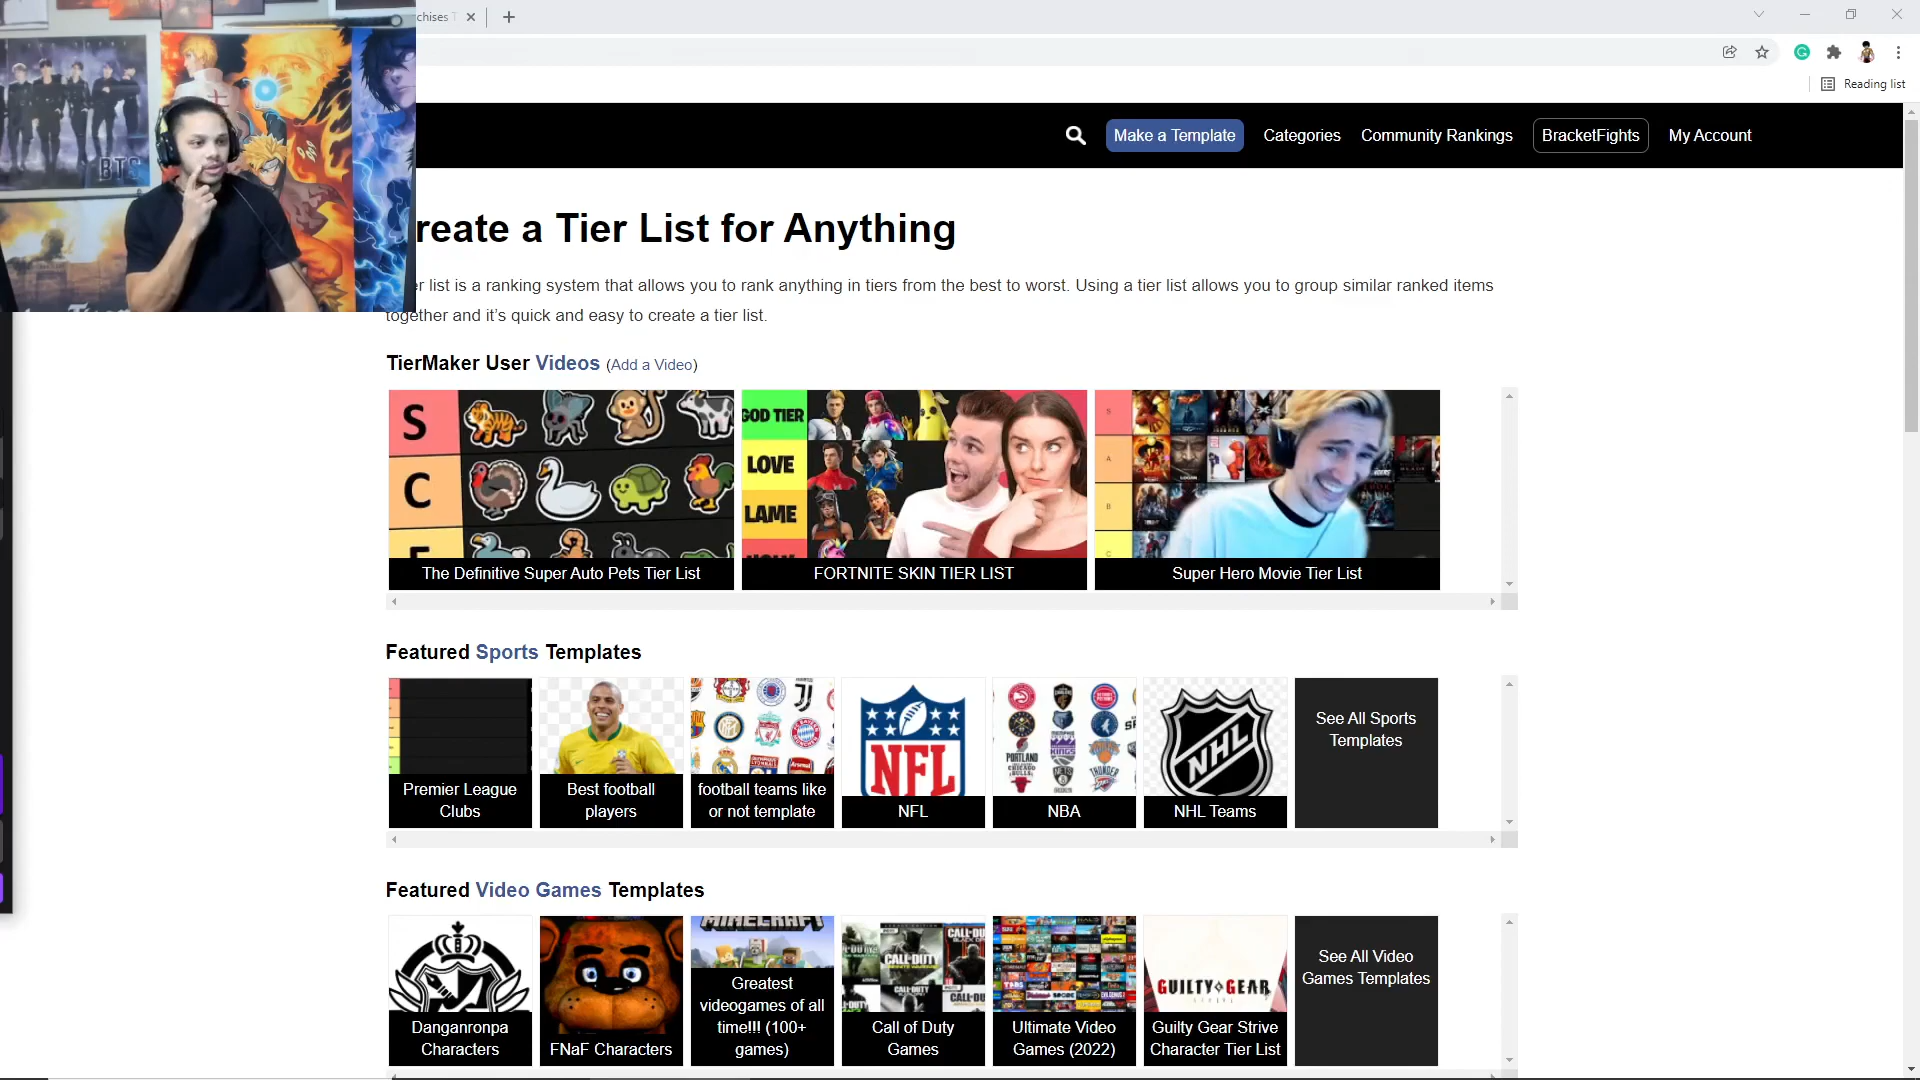 chises T
Reading list
BTS
Make a Template
Categories
Community Rankings
BracketFights
My Account
reate a Tier List for Anything
er list is a ranking system that allows you to rank anything in tiers from the best to worst. Using a tier list allows you to group similar ranked items
together and it's quick and easy to create a tier list.
TierMaker User Videos (Add a Video)
S
C
The Definitive Super Auto Pets Tier List
GOD TIER
LOVE
LAME
FORTNITE SKIN TIER LIST
S
A
B
C
Super Hero Movie Tier List
Featured Sports Templates
Premier League
Clubs
Best football
players
football teams like
or not template
NFL
NFL
PORTLAND
CHICAGO
KINGS
THUNDER
NBA
NHL
NHL Teams
See All Sports
Templates
Featured Video Games Templates
Danganronpa
Characters
FNaF Characters
MINECRAFT
Greatest
videogames of all
time!!! (100+
games)
CALL·DUTY
Call of Duty
Games
Ultimate Video
Games (2022)
GUILTY GEAR
Guilty Gear Strive
Character Tier List
See All Video
Games Templates